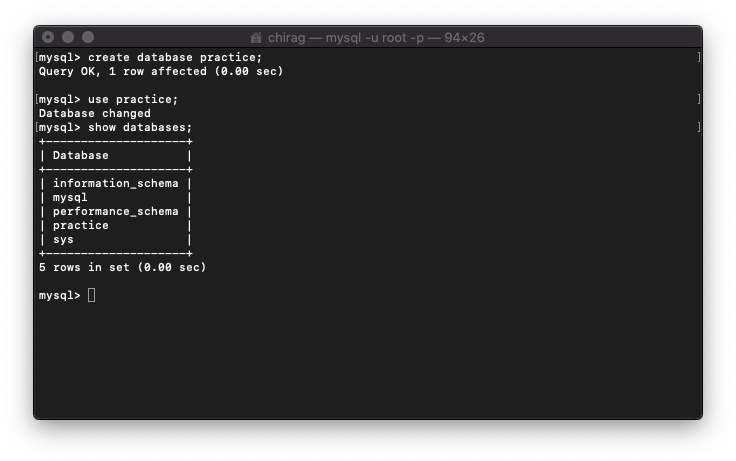 chirag — mysql -u root -p — 94×26
[mysql> create database practice; ]
Query OK, 1 row affected (0.00 sec)
[mysql> use practice; ]
Database changed
[mysql> show databases; ]
+--------------------+
| Database           |
+--------------------+
| information_schema |
| mysql              |
| performance_schema |
| practice           |
| sys                |
+--------------------+
5 rows in set (0.00 sec)
mysql>